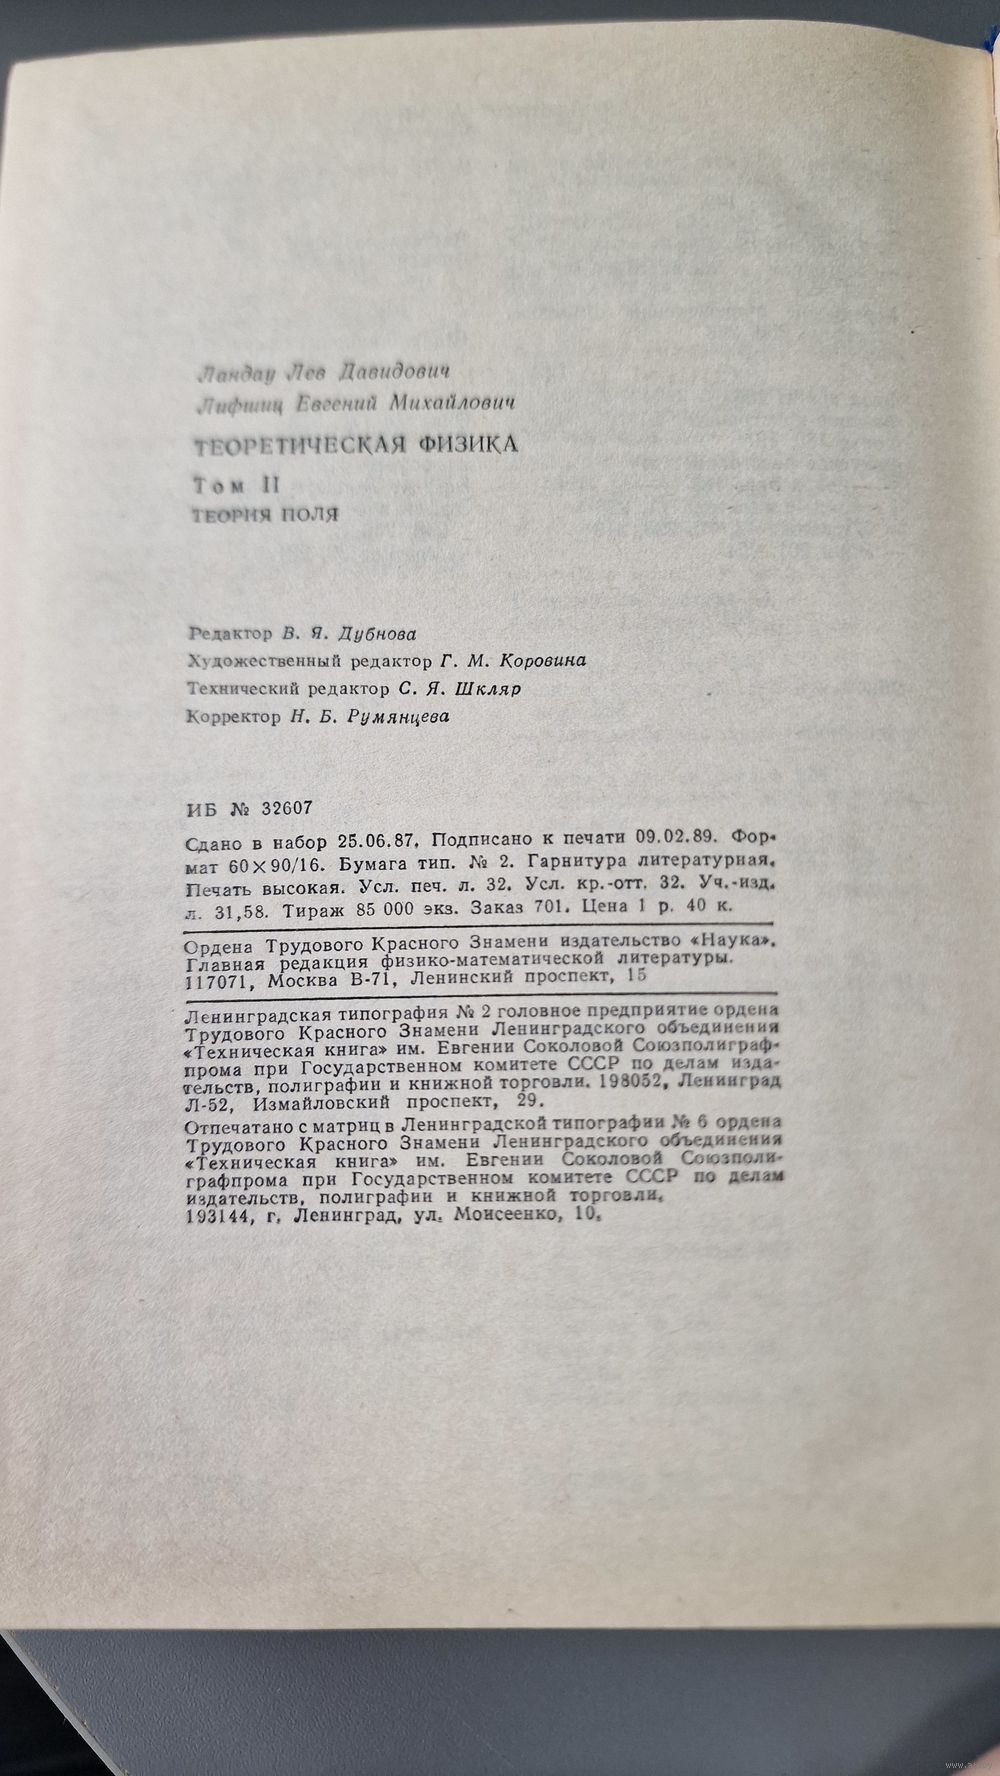 Ландау Лев Давидович
Лифшиц Евгений Михайлович
ТЕОРЕТИЧЕСКАЯ ФИЗИКА
Том II
ТЕОРИЯ ПОЛЯ
Редактор В. Я. Дубнова
Художественный редактор Г. М. Коровина
Технический редактор С. Я. Шкляр
Корректор Н. Б. Румянцева
ИБ № 32607
Сдано в набор 25.06.87. Подписано к печати 09.02.89. Фор-
мат 60×90/16. Бумага тип. № 2. Гарнитура литературная.
Печать высокая. Усл. печ. л. 32. Усл. кр.-отт. 32. Уч.-изд.
л. 31,58. Тираж 85 000 экз. Заказ 701. Цена 1 р. 40 к.
Ордена Трудового Красного Знамени издательство «Наука».
Главная редакция физико-математической литературы.
117071, Москва В-71, Ленинский проспект, 15
Ленинградская типография № 2 головное предприятие ордена
Трудового Красного Знамени Ленинградского объединения
«Техническая книга» им. Евгении Соколовой Союзполиграф-
прома при Государственном комитете СССР по делам изда-
тельств, полиграфии и книжной торговли. 198052, Ленинград
Л-52, Измайловский проспект, 29.
Отпечатано с матриц в Ленинградской типографии № 6 ордена
Трудового Красного Знамени Ленинградского объединения
«Техническая книга» им. Евгении Соколовой Союзполи-
графпрома при Государственном комитете СССР по делам
издательств, полиграфии и книжной торговли.
193144, г. Ленинград, ул. Моисеенко, 10.